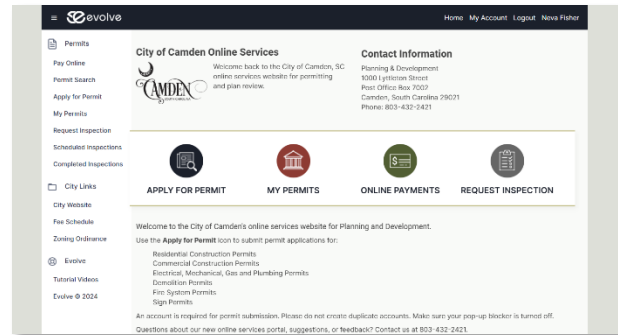 ≡ evolve
Home My Account Logout Neva Fisher
Permits
Pay Online
Permit Search
Apply for Permit
My Permits
Request Inspection
Scheduled Inspections
Completed Inspections
City Links
City Website
Fee Schedule
Zoning Ordinance
Evolve
Tutorial Videos
Evolve © 2024
City of Camden Online Services
CAMDEN
Welcome back to the City of Camden, SC
online services website for permitting
and plan review.
Contact Information
Planning & Development
1000 Lyttleton Street
Post Office Box 7002
Camden, South Carolina 29021
Phone: 803-432-2421
APPLY FOR PERMIT
MY PERMITS
ONLINE PAYMENTS
REQUEST INSPECTION
Welcome to the City of Camden's online services website for Planning and Development.
Use the Apply for Permit icon to submit permit applications for:
Residential Construction Permits
Commercial Construction Permits
Electrical, Mechanical, Gas and Plumbing Permits
Demolition Permits
Fire System Permits
Sign Permits
An account is required for permit submission. Please do not create duplicate accounts. Make sure your pop-up blocker is turned off.
Questions about our new online services portal, suggestions, or feedback? Contact us at 803-432-2421.